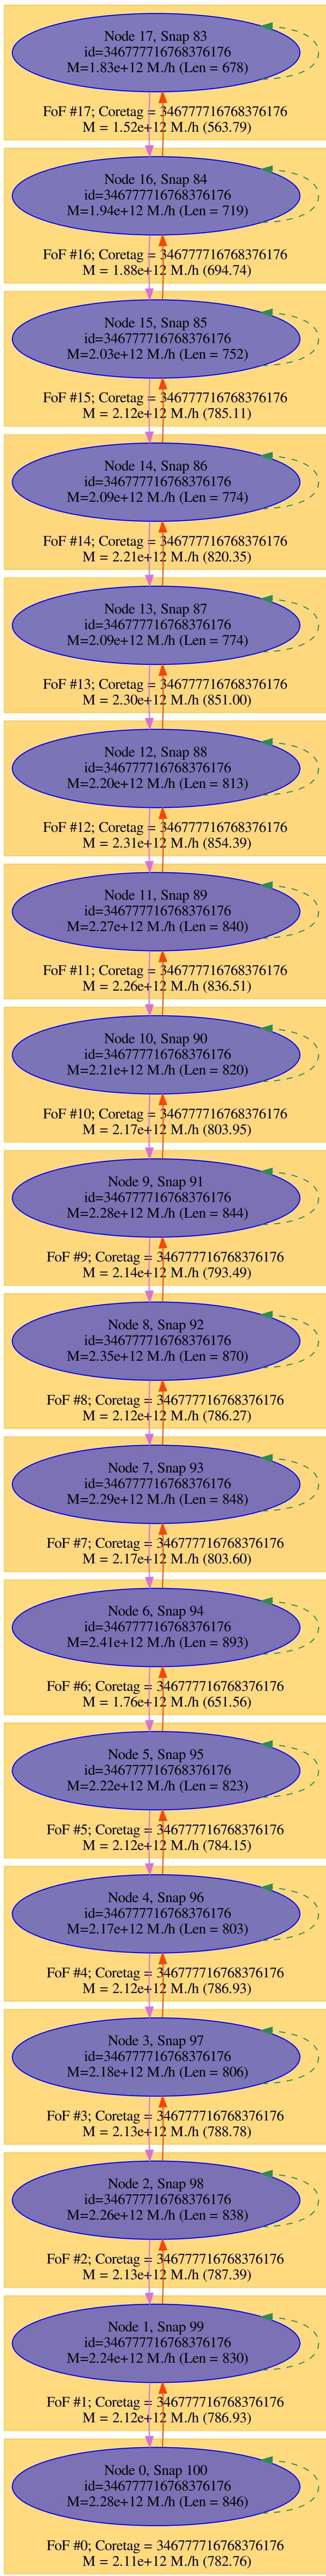 Node 17, Snap 83
id=346777716768376176
M=1.83e+12 M./h (Len = 678)
FoF #17; Coretag = 346777716768376176
M = 1.52e+12 M./h (563.79)
Node 16, Snap 84
id=346777716768376176
M=1.94e+12 M./h (Len = 719)
FoF #16; Coretag = 346777716768376176
M = 1.88e+12 M./h (694.74)
Node 15, Snap 85
id=346777716768376176
M=2.03e+12 M./h (Len = 752)
FoF #15; Coretag = 346777716768376176
M = 2.12e+12 M./h (785.11)
Node 14, Snap 86
id=346777716768376176
M=2.09e+12 M./h (Len = 774)
FoF #14; Coretag = 346777716768376176
M = 2.21e+12 M./h (820.35)
Node 13, Snap 87
id=346777716768376176
M=2.09e+12 M./h (Len = 774)
FoF #13; Coretag = 346777716768376176
M = 2.30e+12 M./h (851.00)
Node 12, Snap 88
id=346777716768376176
M=2.20e+12 M./h (Len = 813)
FoF #12; Coretag = 346777716768376176
M = 2.31e+12 M./h (854.39)
Node 11, Snap 89
id=346777716768376176
M=2.27e+12 M./h (Len = 840)
FoF #11; Coretag = 346777716768376176
M = 2.26e+12 M./h (836.51)
Node 10, Snap 90
id=346777716768376176
M=2.21e+12 M./h (Len = 820)
FoF #10; Coretag = 346777716768376176
M = 2.17e+12 M./h (803.95)
Node 9, Snap 91
id=346777716768376176
M=2.28e+12 M./h (Len = 844)
FoF #9; Coretag = 346777716768376176
M = 2.14e+12 M./h (793.49)
Node 8, Snap 92
id=346777716768376176
M=2.35e+12 M./h (Len = 870)
FoF #8; Coretag = 346777716768376176
M = 2.12e+12 M./h (786.27)
Node 7, Snap 93
id=346777716768376176
M=2.29e+12 M./h (Len = 848)
FoF #7; Coretag = 346777716768376176
M = 2.17e+12 M./h (803.60)
Node 6, Snap 94
id=346777716768376176
M=2.41e+12 M./h (Len = 893)
FoF #6; Coretag = 346777716768376176
M = 1.76e+12 M./h (651.56)
Node 5, Snap 95
id=346777716768376176
M=2.22e+12 M./h (Len = 823)
FoF #5; Coretag = 346777716768376176
M = 2.12e+12 M./h (784.15)
Node 4, Snap 96
id=346777716768376176
M=2.17e+12 M./h (Len = 803)
FoF #4; Coretag = 346777716768376176
M = 2.12e+12 M./h (786.93)
Node 3, Snap 97
id=346777716768376176
M=2.18e+12 M./h (Len = 806)
FoF #3; Coretag = 346777716768376176
M = 2.13e+12 M./h (788.78)
Node 2, Snap 98
id=346777716768376176
M=2.26e+12 M./h (Len = 838)
FoF #2; Coretag = 346777716768376176
M = 2.13e+12 M./h (787.39)
Node 1, Snap 99
id=346777716768376176
M=2.24e+12 M./h (Len = 830)
FoF #1; Coretag = 346777716768376176
M = 2.12e+12 M./h (786.93)
Node 0, Snap 100
id=346777716768376176
M=2.28e+12 M./h (Len = 846)
FoF #0; Coretag = 346777716768376176
M = 2.11e+12 M./h (782.76)